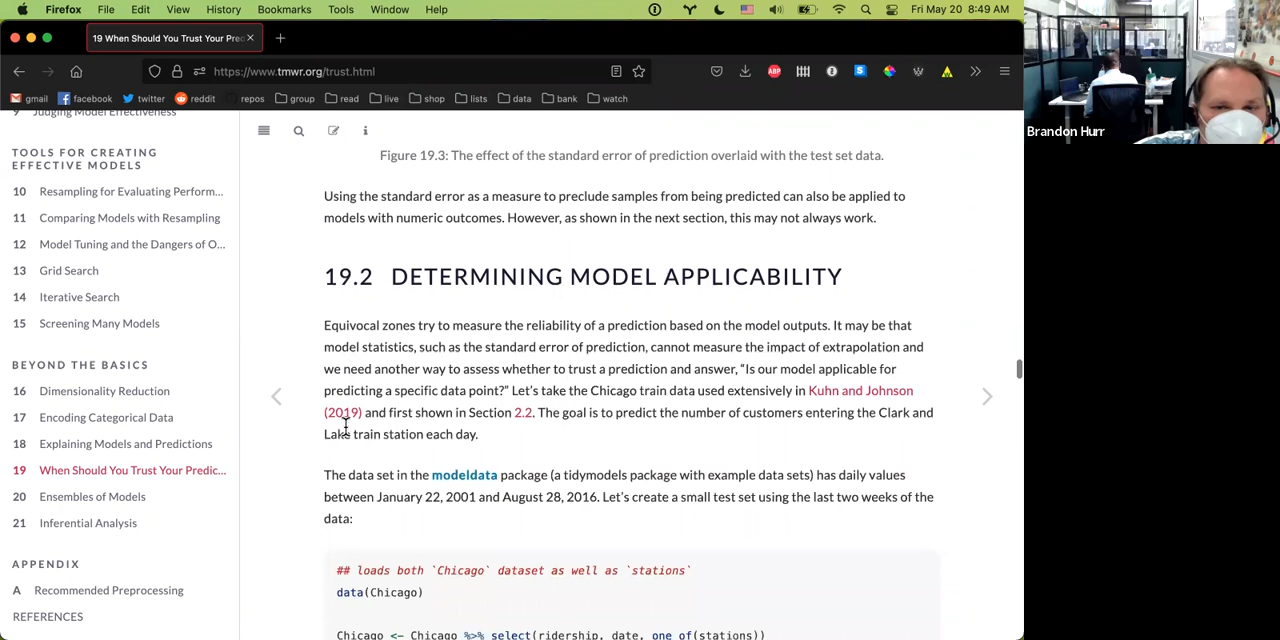 Firefox File Edit View History Bookmarks Tools Window Help Fri May 20 8:49 AM
19 When Should You Trust Your Pred
https://www.tmwr.org/trust.html
gmail facebook twitter reddit repos group read live shop lists data bank watch
9 Judging Model Effectiveness
TOOLS FOR CREATING
EFFECTIVE MODELS
10 Resampling for Evaluating Perform...
11 Comparing Models with Resampling
12 Model Tuning and the Dangers of O...
13 Grid Search
14 Iterative Search
15 Screening Many Models
BEYOND THE BASICS
16 Dimensionality Reduction
17 Encoding Categorical Data
18 Explaining Models and Predictions
19 When Should You Trust Your Predic...
20 Ensembles of Models
21 Inferential Analysis
APPENDIX
A Recommended Preprocessing
REFERENCES
Figure 19.3: The effect of the standard error of prediction overlaid with the test set data.
Using the standard error as a measure to preclude samples from being predicted can also be applied to
models with numeric outcomes. However, as shown in the next section, this may not always work.
19.2 DETERMINING MODEL APPLICABILITY
Equivocal zones try to measure the reliability of a prediction based on the model outputs. It may be that
model statistics, such as the standard error of prediction, cannot measure the impact of extrapolation and
we need another way to assess whether to trust a prediction and answer, “Is our model applicable for
predicting a specific data point?” Let’s take the Chicago train data used extensively in Kuhn and Johnson
(2019) and first shown in Section 2.2. The goal is to predict the number of customers entering the Clark and
Lake train station each day.
The data set in the modeldata package (a tidymodels package with example data sets) has daily values
between January 22, 2001 and August 28, 2016. Let’s create a small test set using the last two weeks of the
data:
## loads both `Chicago` dataset as well as `stations`
data(Chicago)
Chicago <- Chicago %>% select(ridership, date, one_of(stations))
Brandon Hurr